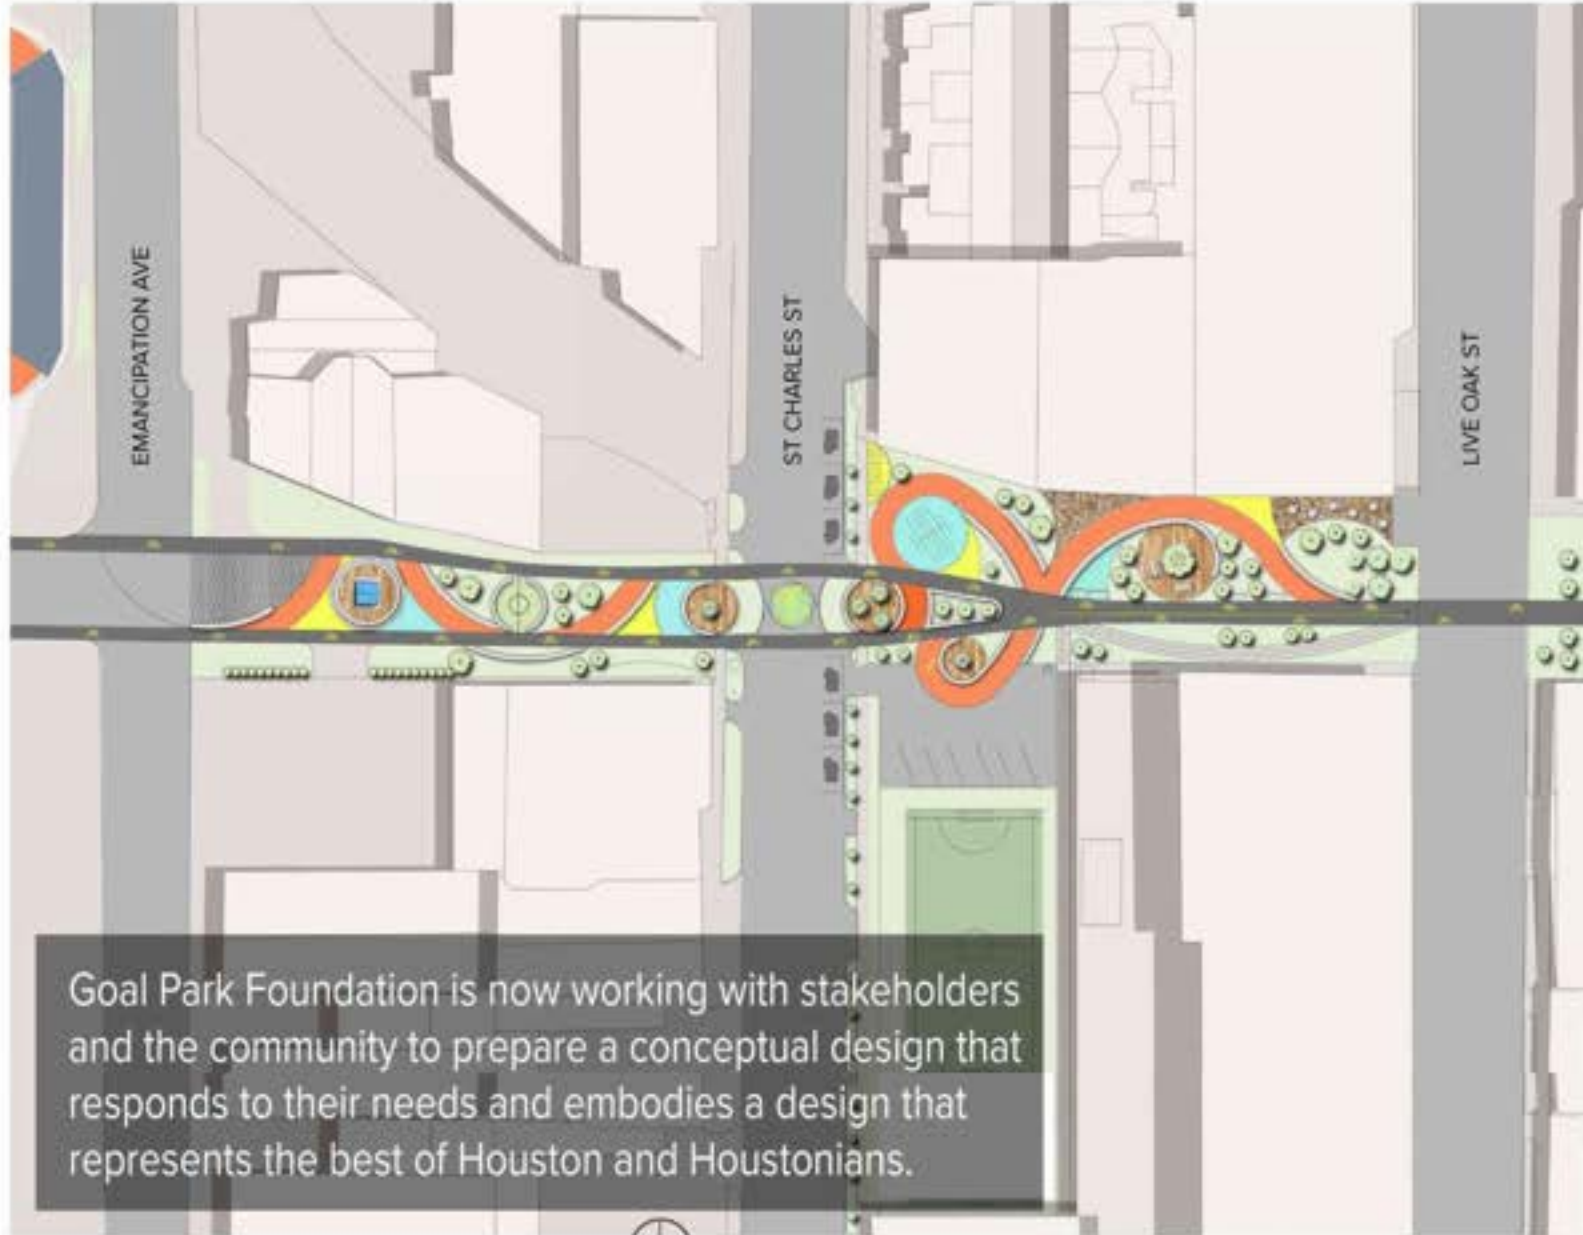 EMANCIPATION AVE
ST CHARLES ST
LIVE OAK ST
Goal Park Foundation is now working with stakeholders
and the community to prepare a conceptual design that
responds to their needs and embodies a design that
represents the best of Houston and Houstonians.